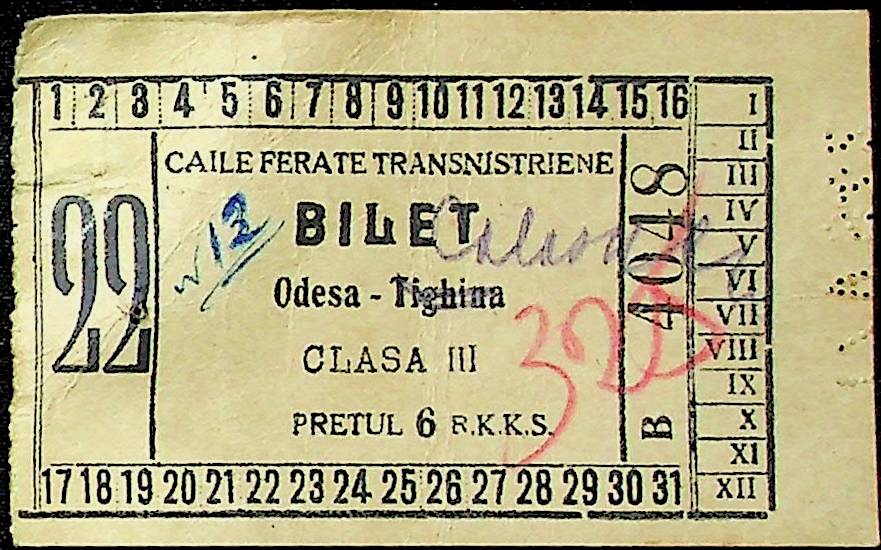 1 2 3 4 5 6 7 8 9 10 11 12 13 14 15 16
22
CAILE FERATE TRANSNISTRIENE
12
BILET
Odesa - Tighina
CLASA III
PRETUL 6 R.K.K.S.
B 4048
I
II
III
IV
V
VI
VII
VIII
IX
X
XI
XII
17 18 19 20 21 22 23 24 25 26 27 28 29 30 31